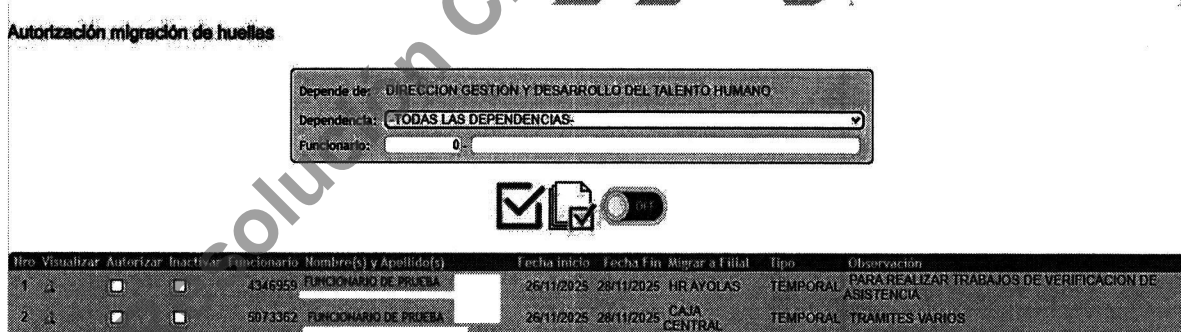 Autorización migración de huellas
Depende de: DIRECCION GESTION Y DESARROLLO DEL TALENTO HUMANO
Dependencia: -TODAS LAS DEPENDENCIAS-
Funcionario: 0 -
OFF
Nro Visualizar Autorizar Inactivar Funcionario Nombre(s) y Apellido(s) Fecha inicio Fecha Fin Migrar a Filial Tipo Observación
1 4346959 FUNCIONARIO DE PRUEBA 26/11/2025 28/11/2025 HR AYOLAS TEMPORAL PARA REALIZAR TRABAJOS DE VERIFICACION DE
ASISTENCIA
2 5073362 FUNCIONARIO DE PRUEBA 26/11/2025 28/11/2025 CAJA
CENTRAL TEMPORAL TRAMITES VARIOS
solución